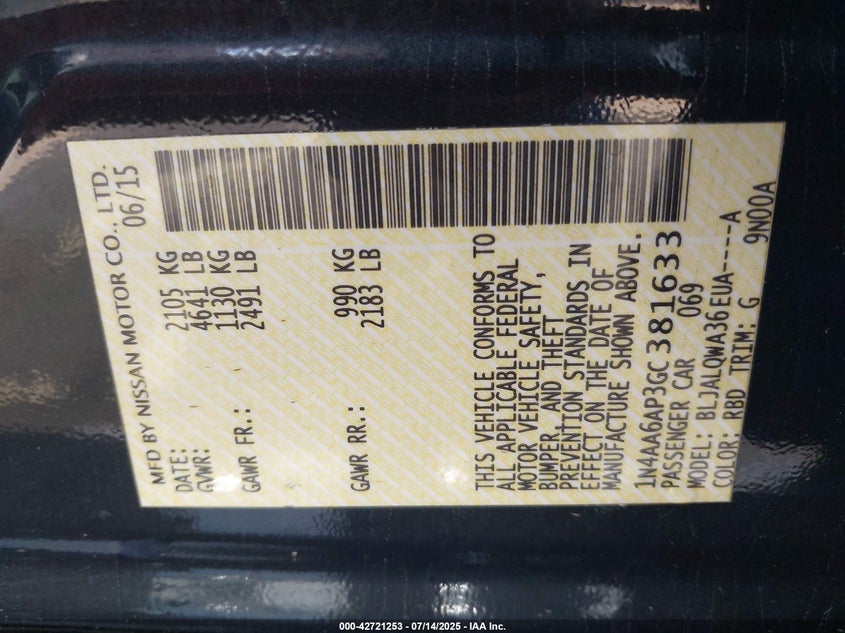 MFD BY NISSAN MOTOR CO., LTD.
DATE: 06/15
GVWR: 2105 KG
4641 LB
GAWR FR.: 1130 KG
2491 LB
GAWR RR.: 990 KG
2183 LB
THIS VEHICLE CONFORMS TO
ALL APPLICABLE FEDERAL
MOTOR VEHICLE SAFETY,
BUMPER, AND THEFT
PREVENTION STANDARDS IN
EFFECT ON THE DATE OF
MANUFACTURE SHOWN ABOVE.
1N4AA6AP3GC381633
PASSENGER CAR 069
MODEL: BLJALQWA36EUA-----A
COLOR: RBD TRIM: G 9N00A
000-42721253 - 07/14/2025 - IAA Inc.